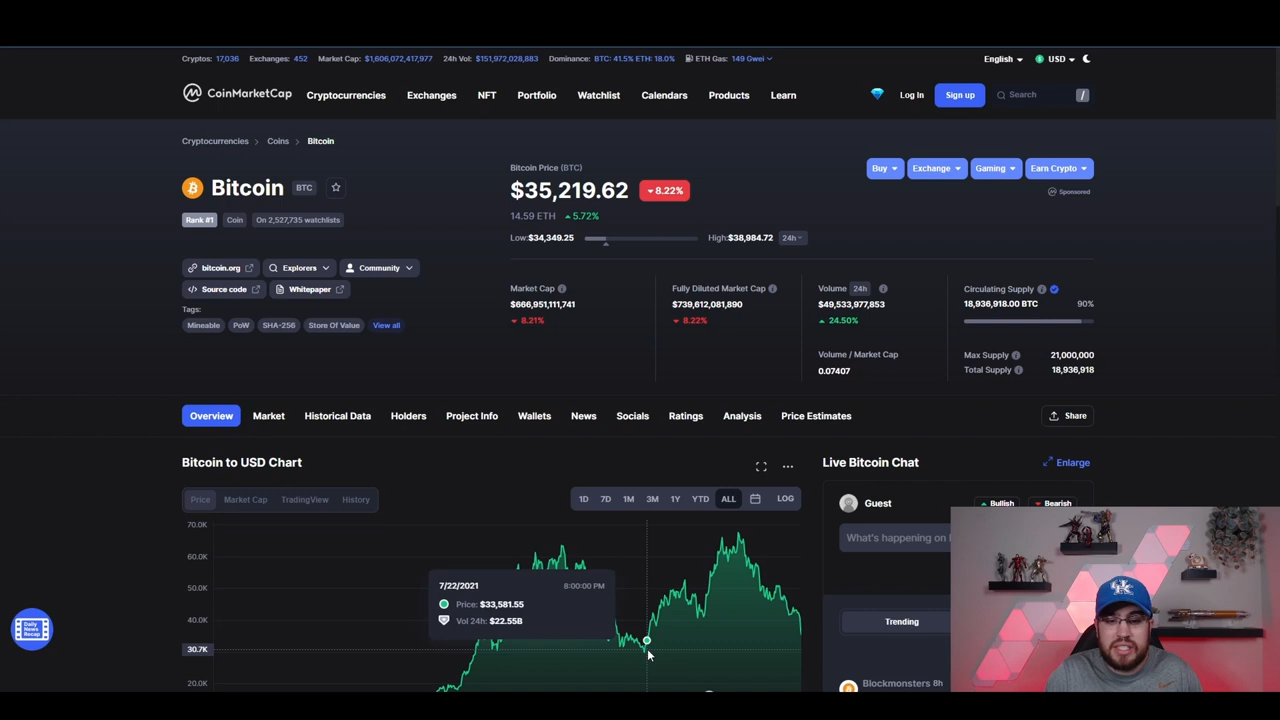 Cryptos: 17,036 Exchanges: 452 Market Cap: $1,606,072,417,977 24h Vol: $151,972,028,883 Dominance: BTC: 41.5% ETH: 18.0% ETH Gas: 149 Gwei English USD
CoinMarketCap Cryptocurrencies Exchanges NFT Portfolio Watchlist Calendars Products Learn Log In Sign up Search /
Cryptocurrencies > Coins > Bitcoin
Bitcoin Price (BTC)
Buy Exchange Gaming Earn Crypto
Bitcoin BTC
$35,219.62 8.22%
Sponsored
14.59 ETH 5.72%
Rank #1 Coin On 2,527,735 watchlists
Low:$34,349.25 High:$38,984.72 24h
bitcoin.org Explorers Community
Source code Whitepaper
Tags:
Mineable PoW SHA-256 Store Of Value View all
Market Cap
$666,951,111,741
8.21%
Fully Diluted Market Cap
$739,612,081,890
8.22%
Volume 24h
$49,533,977,853
24.50%
Volume / Market Cap
0.07407
Circulating Supply
18,936,918.00 BTC 90%
Max Supply 21,000,000
Total Supply 18,936,918
Overview Market Historical Data Holders Project Info Wallets News Socials Ratings Analysis Price Estimates Share
Bitcoin to USD Chart
Price Market Cap TradingView History
1D 7D 1M 3M 1Y YTD ALL LOG
70.0K
60.0K
50.0K
40.0K
30.7K
20.0K
7/22/2021 8:00:00 PM
Price: $33,581.55
Vol 24h: $22.55B
Live Bitcoin Chat Enlarge
Guest Bullish Bearish
What's happening on
Trending
Blockmonsters 8h
Daily
News
Recap
UK